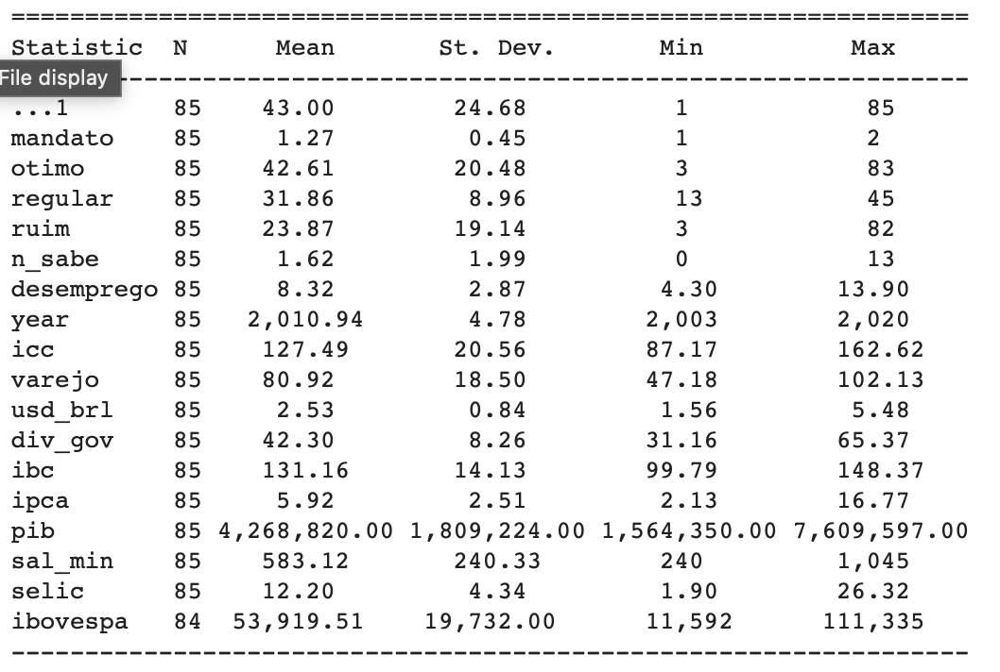 =================================================================
Statistic N Mean St. Dev. Min Max
File display
-----------------------------------------------------------------
...1 85 43.00 24.68 1 85
mandato 85 1.27 0.45 1 2
otimo 85 42.61 20.48 3 83
regular 85 31.86 8.96 13 45
ruim 85 23.87 19.14 3 82
n_sabe 85 1.62 1.99 0 13
desemprego 85 8.32 2.87 4.30 13.90
year 85 2,010.94 4.78 2,003 2,020
icc 85 127.49 20.56 87.17 162.62
varejo 85 80.92 18.50 47.18 102.13
usd_brl 85 2.53 0.84 1.56 5.48
div_gov 85 42.30 8.26 31.16 65.37
ibc 85 131.16 14.13 99.79 148.37
ipca 85 5.92 2.51 2.13 16.77
pib 85 4,268,820.00 1,809,224.00 1,564,350.00 7,609,597.00
sal_min 85 583.12 240.33 240 1,045
selic 85 12.20 4.34 1.90 26.32
ibovespa 84 53,919.51 19,732.00 11,592 111,335
-----------------------------------------------------------------